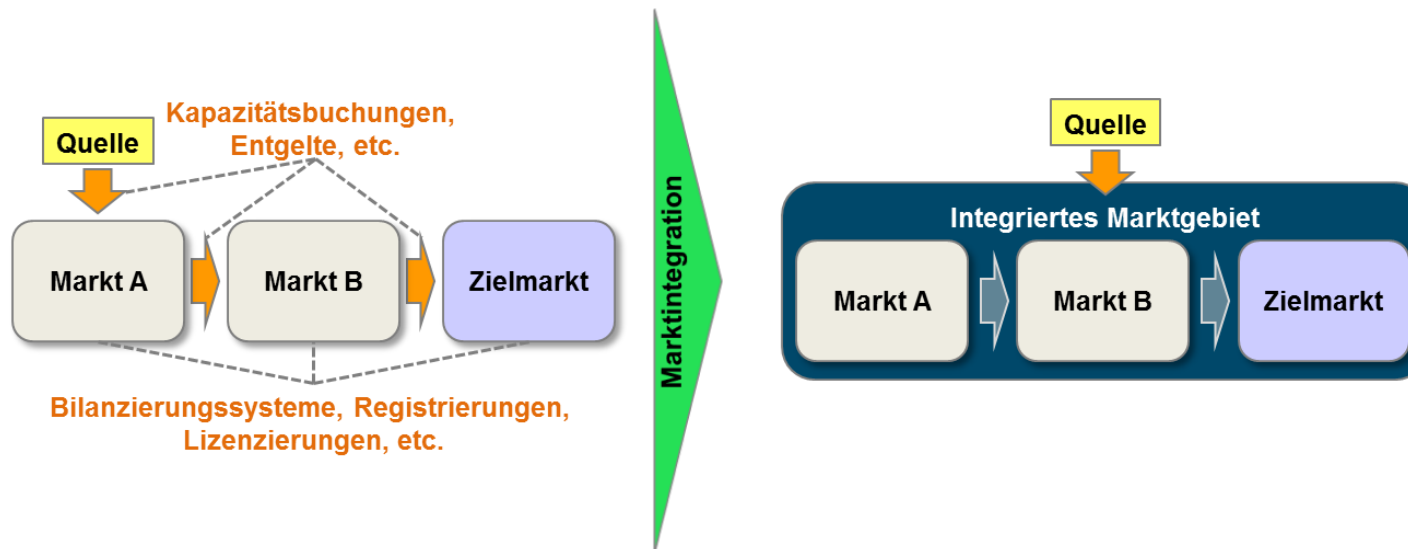 Kapazitätsbuchungen,
Entgelte, etc.
Quelle
Markt A
Markt B
Zielmarkt
Bilanzierungssysteme, Registrierungen,
Lizenzierungen, etc.
Marktintegration
Quelle
Integriertes Marktgebiet
Markt A
Markt B
Zielmarkt